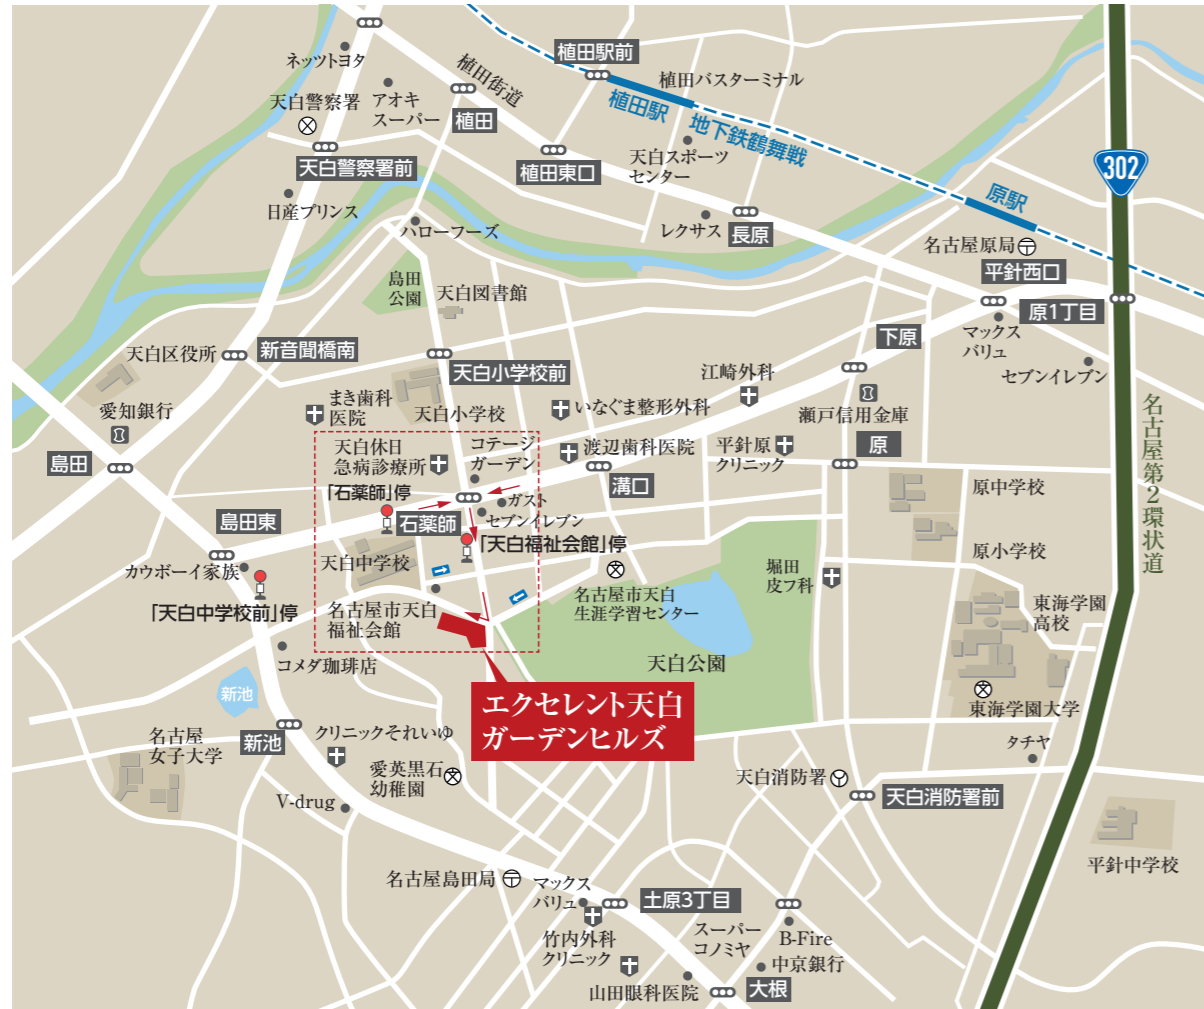 ネッツトヨタ
植田街道
植田駅前
植田バスターミナル
天白警察署
アオキ
スーパー
植田
植田駅
地下鉄鶴舞戦
302
天白警察署前
植田東口
天白スポーツ
センター
原駅
日産プリンス
ハローフーズ
レクサス
長原
名古屋原局
平針西口
島田
公園
天白図書館
原1丁目
マックス
バリュ
下原
天白区役所
新音聞橋南
天白小学校前
江崎外科
セブンイレブン
愛知銀行
まき歯科
医院
天白小学校
いなぐま整形外科
瀬戸信用金庫
名古屋第2環状道
島田
天白休日
急病診療所
コテージ
ガーデン
渡辺歯科医院
平針原
クリニック
原
溝口
原中学校
「石薬師」停
ガスト
石薬師
セブンイレブン
島田東
「天白福祉会館」停
天白中学校
原小学校
カウボーイ家族
堀田
皮フ科
「天白中学校前」停
名古屋市天白
福祉会館
名古屋市天白
生涯学習センター
東海学園
高校
コメダ珈琲店
天白公園
新池
エクセレント天白
ガーデンヒルズ
東海学園大学
名古屋
女子大学
新池
クリニックそれいゆ
タチヤ
愛英黒石
幼稚園
天白消防署
天白消防署前
V-drug
平針中学校
名古屋島田局
マックス
バリュ
土原3丁目
竹内外科
クリニック
スーパー
コノミヤ
B-Fire
中京銀行
山田眼科医院
大根